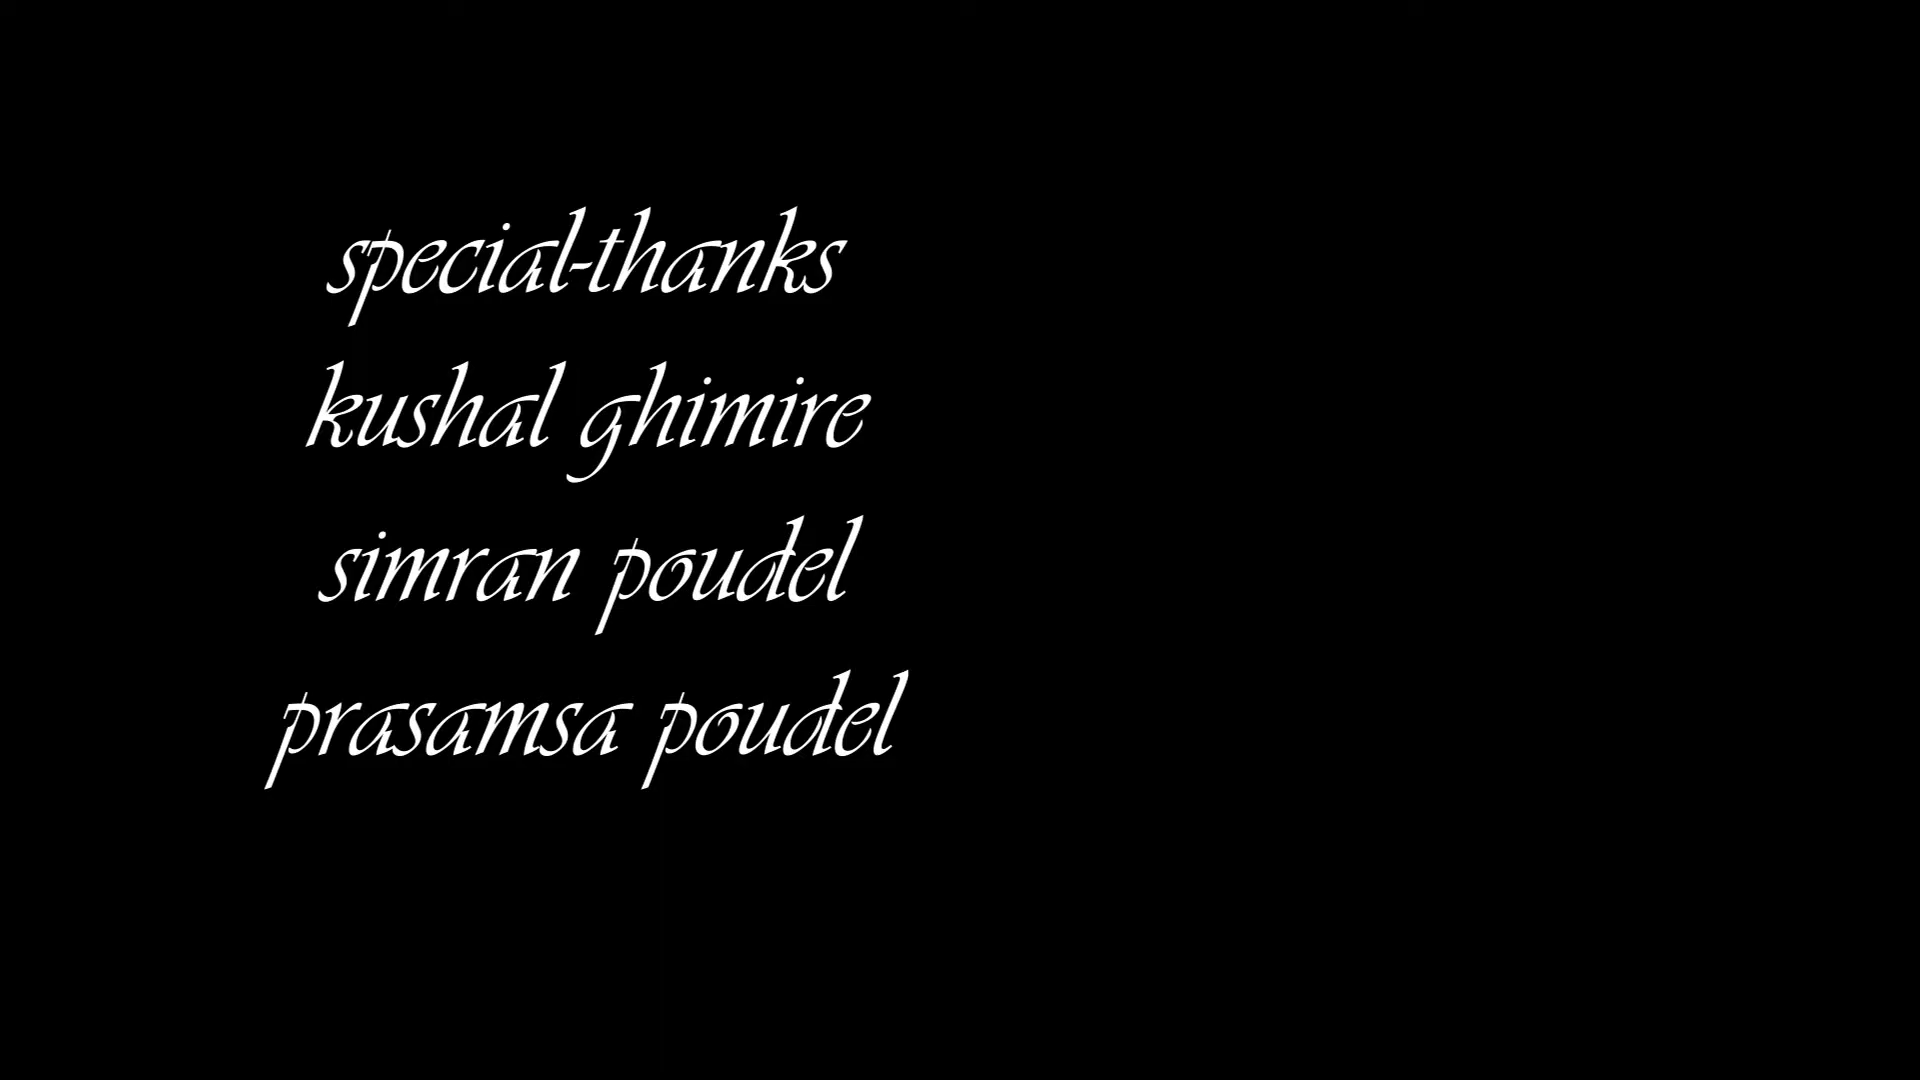 special-thanks
kushal ghimire
simran poudel
prasamsa poudel